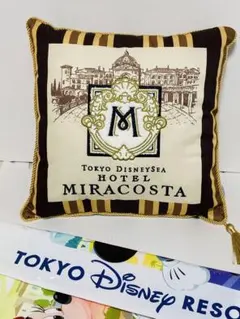 M
TOKYO DISNEYSEA
HOTEL
MIRACOSTA
TOKYO Disney RESO